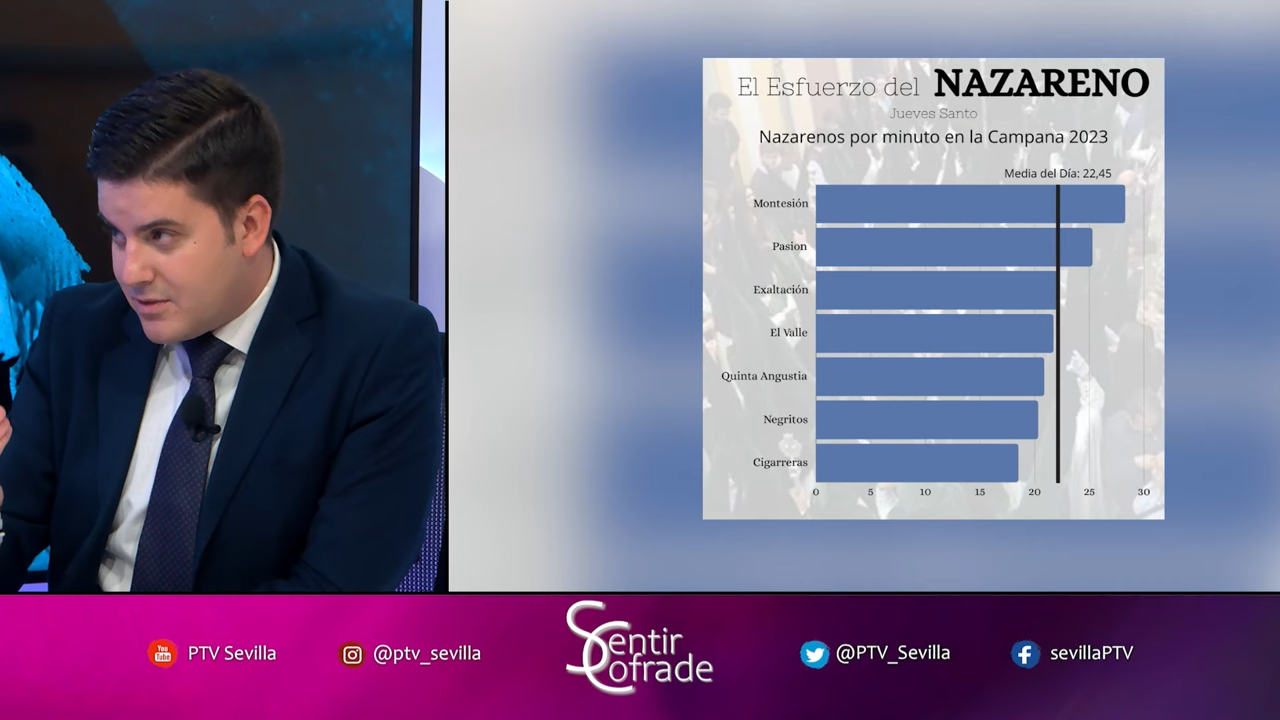 El Esfuerzo del NAZARENO
Jueves Santo
Nazarenos por minuto en la Campana 2023
Media del Día: 22,45
Montesión
Pasion
Exaltación
El Valle
Quinta Angustia
Negritos
Cigarreras
0 5 10 15 20 25 30
You Tube PTV Sevilla
@ptv_sevilla
Sentir
Cofrade
@PTV_Sevilla
f sevillaPTV